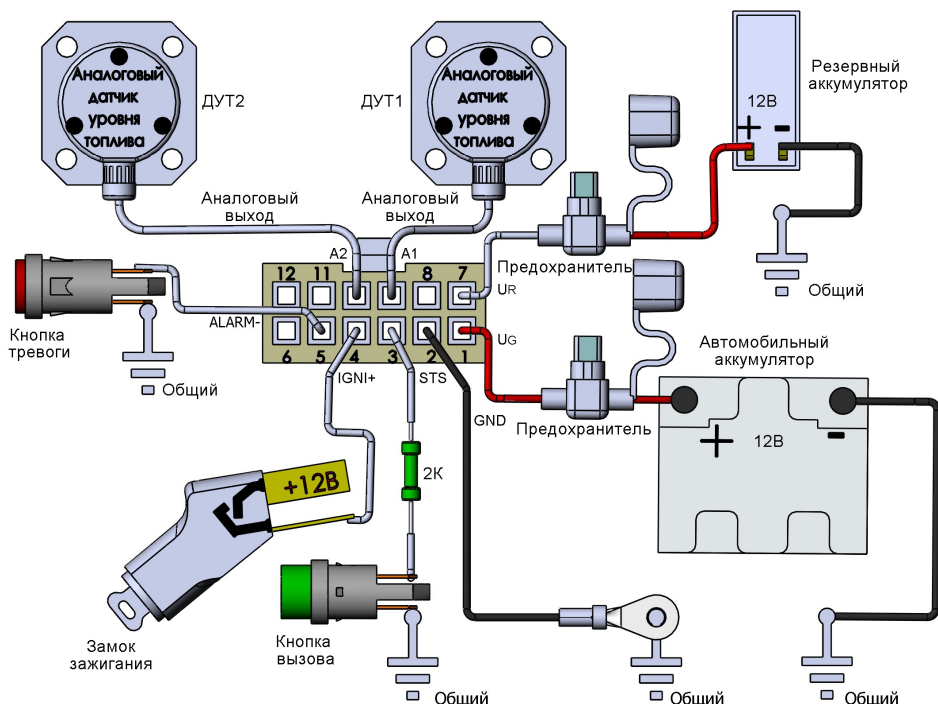 Аналоговый
датчик
уровня
топлива
ДУТ2
Аналоговый
датчик
уровня
топлива
ДУТ1
12В
+ -
Резервный
аккумулятор
Аналоговый
выход
Аналоговый
выход
A2
A1
Предохранитель
Общий
12 11 8 7
UR
ALARM-
Кнопка
тревоги
Общий
6 5 4 3 2 1
UG
IGNI+
STS
GND
Предохранитель
Автомобильный
аккумулятор
+ 12В -
2К
+12В
Замок
зажигания
Кнопка
вызова
Общий
Общий
Общий